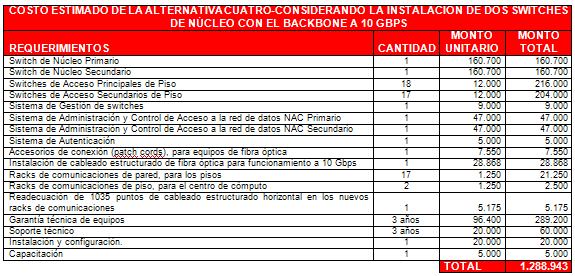 COSTO ESTIMADO DE LA ALTERNATIVA CUATRO-CONSIDERANDO LA INSTALACION DE DOS SWITCHES
DE NÚCLEO CON EL BACKBONE A 10 GBPS
REQUERIMIENTOS CANTIDAD MONTO UNITARIO MONTO TOTAL
Switch de Núcleo Primario 1 160.700 160.700
Switch de Núcleo Secundario 1 160.700 160.700
Switches de Acceso Principales de Piso 18 12.000 216.000
Switches de Acceso Secundarios de Piso 17 12.000 204.000
Sistema de Gestión de switches 1 9.000 9.000
Sistema de Administración y Control de Acceso a la red de datos NAC Primario 1 47.000 47.000
Sistema de Administración y Control de Acceso a la red de datos NAC Secundario 1 47.000 47.000
Sistema de Autenticación 1 5.000 5.000
Accesorios de conexión (patch cords), para equipos de fibra óptica 1 7.550 7.550
Instalación de cableado estructurado de fibra óptica para funcionamiento a 10 Gbps 1 28.868 28.868
Racks de comunicaciones de pared, para los pisos 17 1.250 21.250
Racks de comunicaciones de piso, para el centro de cómputo 2 1.250 2.500
Readecuación de 1035 puntos de cableado estructurado horizontal en los nuevos
racks de comunicaciones 1 5.175 5.175
Garantía técnica de equipos 3 años 96.400 289.200
Soporte técnico 3 años 20.000 60.000
Instalación y configuración. 1 20.000 20.000
Capacitación 1 5.000 5.000
TOTAL 1.288.943